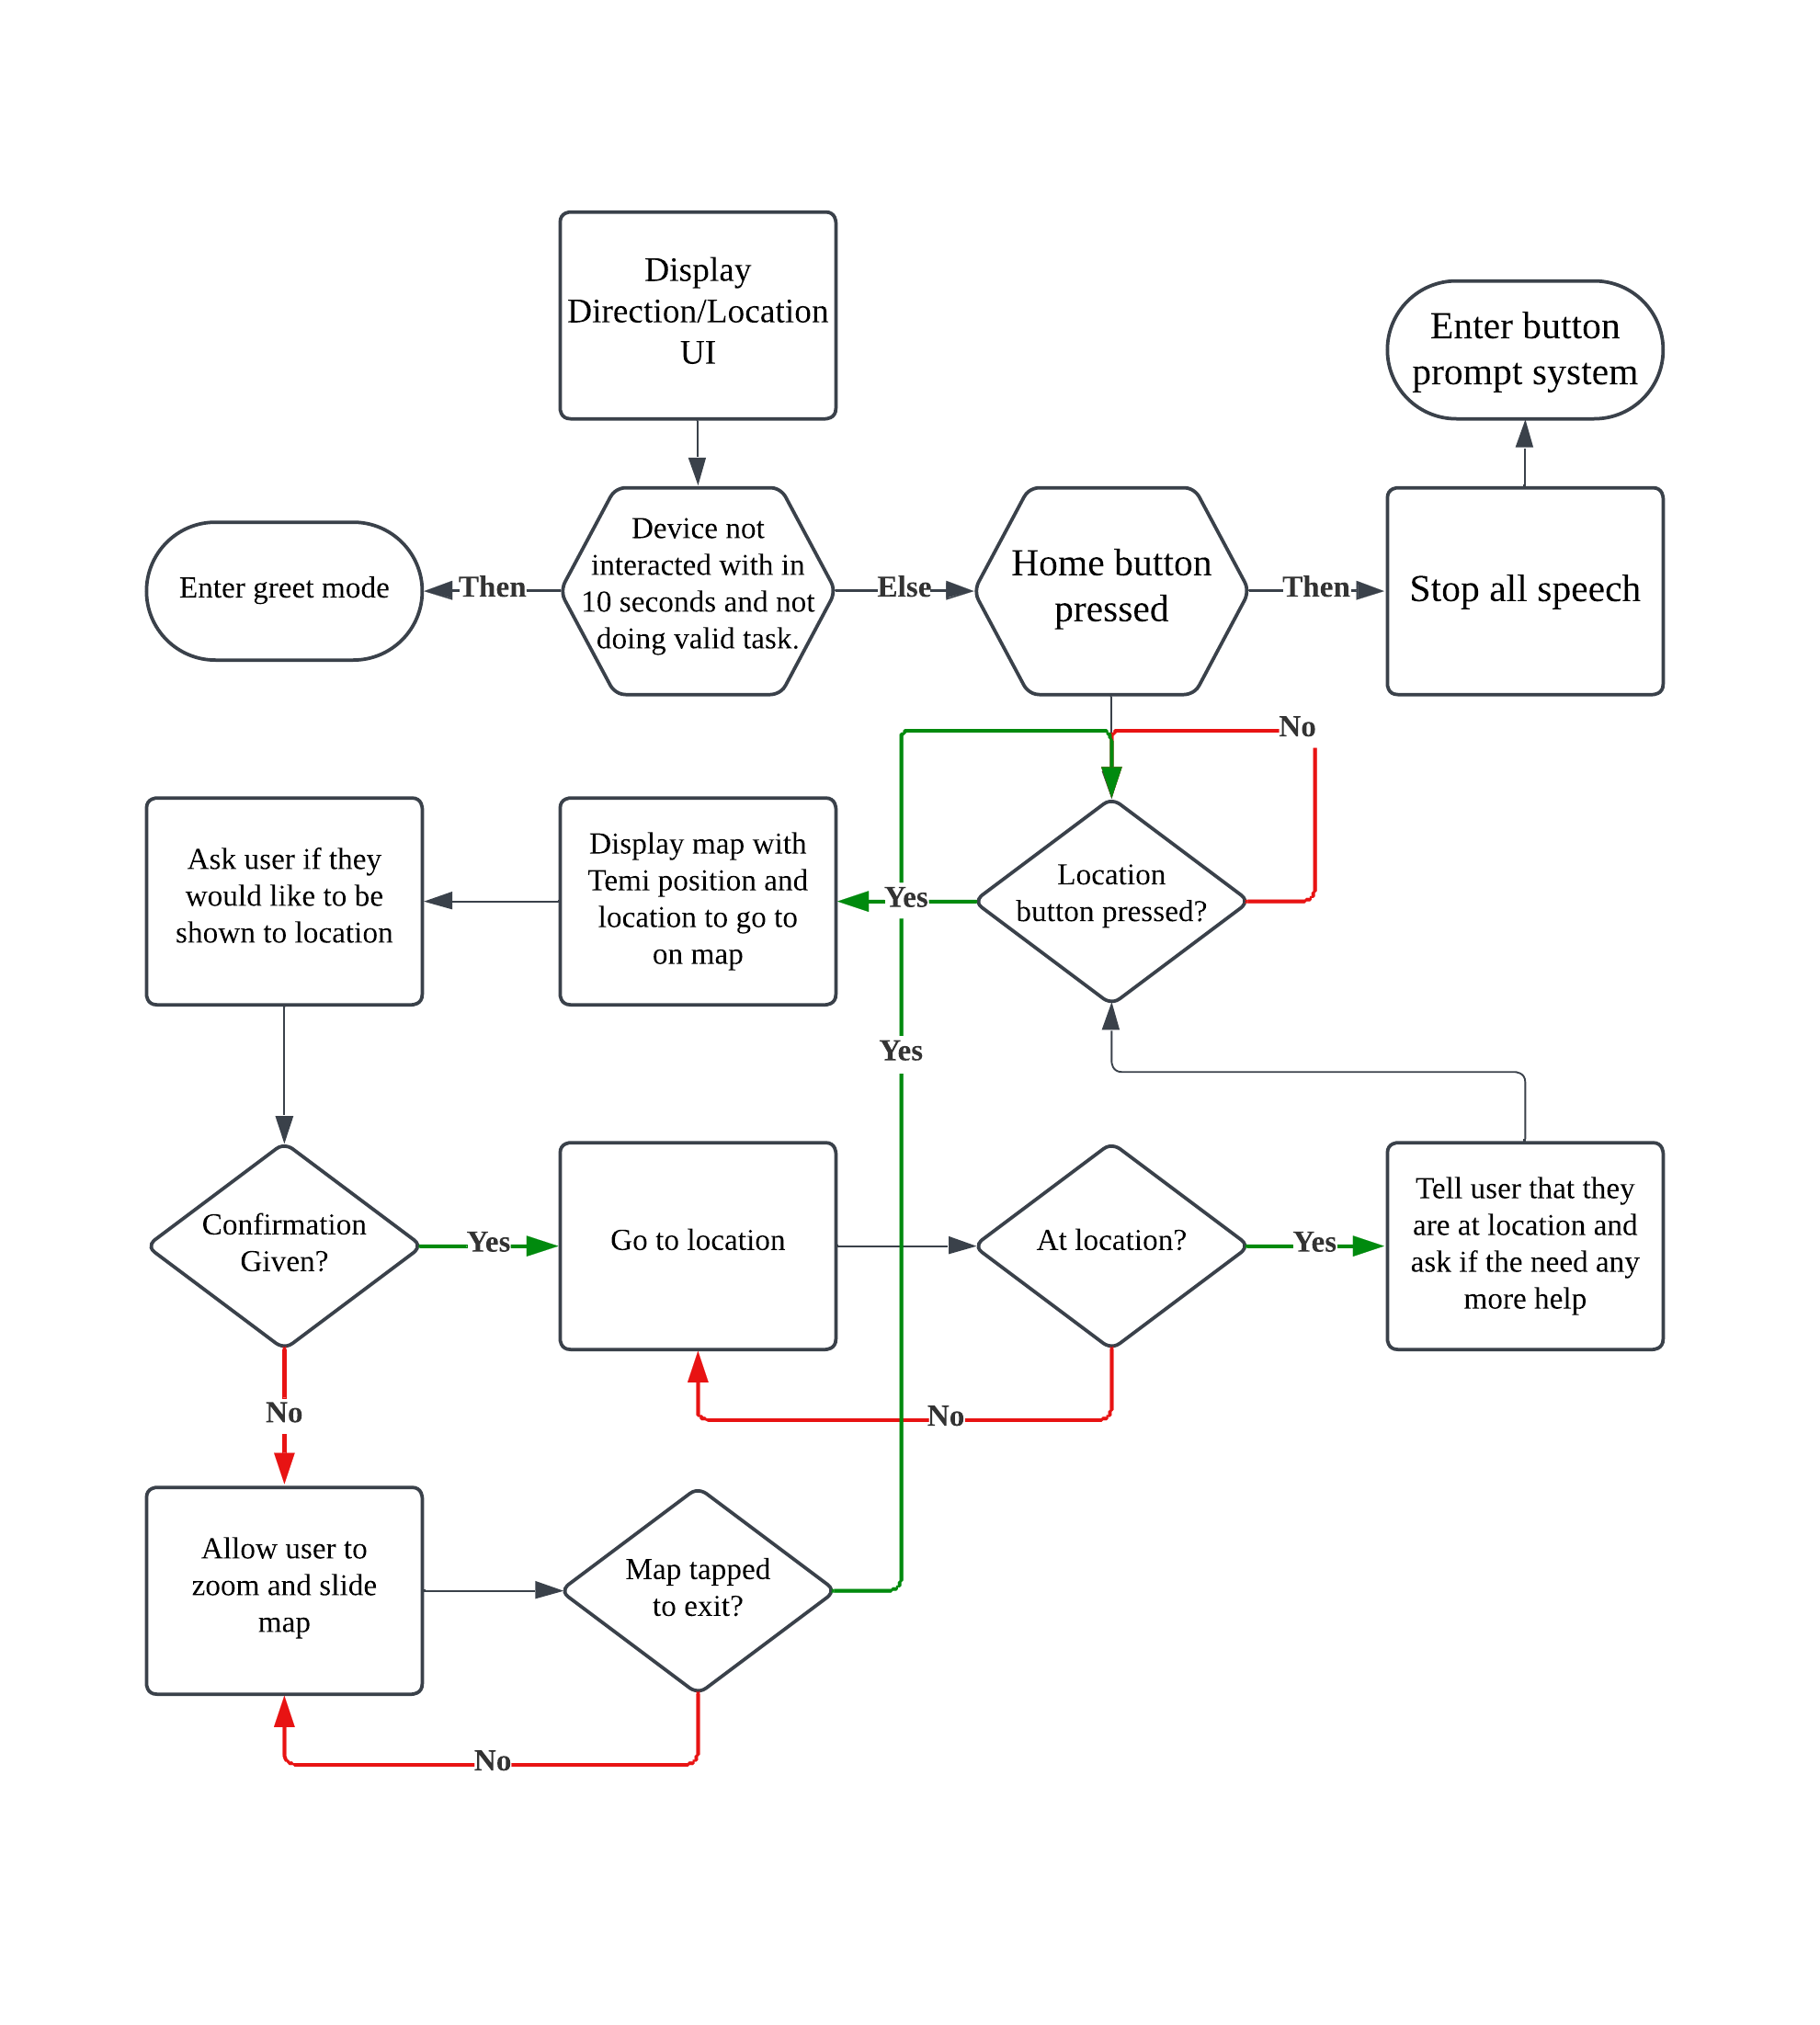 Display
Direction/Location
UI
Enter button
prompt system
Enter greet mode
Then
Device not
interacted with in
10 seconds and not
doing valid task.
Else
Home button
pressed
Then
Stop all speech
No
Ask user if they
would like to be
shown to location
Display map with
Temi position and
location to go to
on map
Yes
Location
button pressed?
Yes
Confirmation
Given?
Yes
Go to location
At location?
Yes
Tell user that they
are at location and
ask if the need any
more help
No
No
Allow user to
zoom and slide
map
Map tapped
to exit?
No